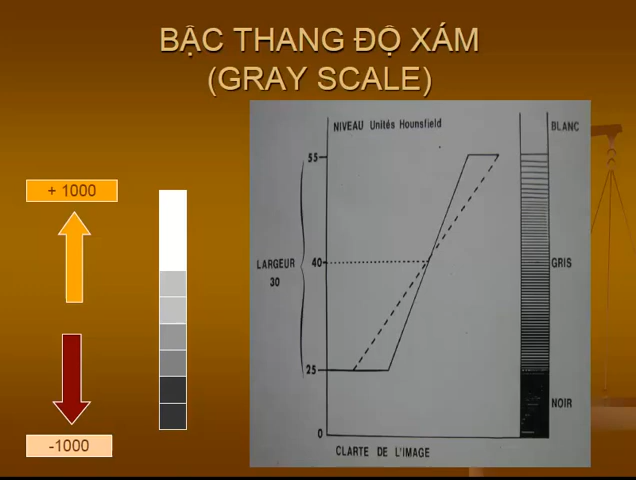 BẬC THANG ĐỘ XÁM
(GRAY SCALE)
+ 1000
-1000
NIVEAU Unités Hounsfield
BLANC
55
LARGEUR
30
40
GRIS
25
NOIR
0
CLARTE DE L'IMAGE